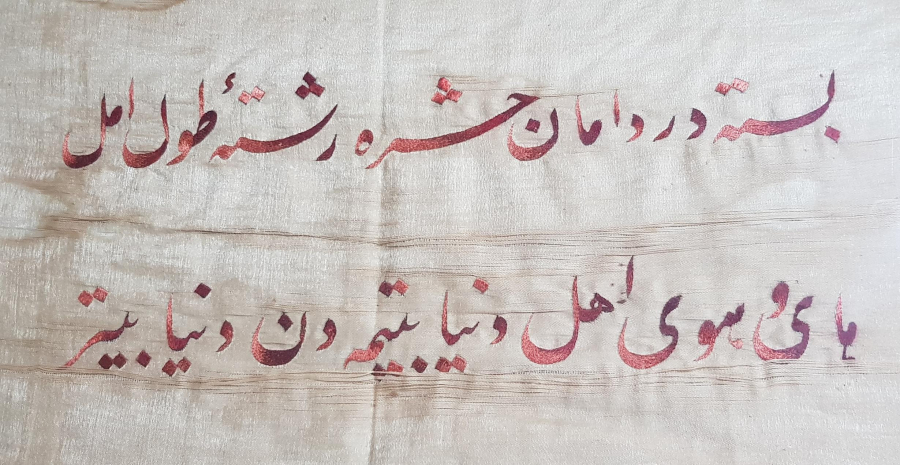 بسته در دامان حشره رشتهٔ طول امل
های و هوی اهل دنیا بیتمه دن دنیا بیتر